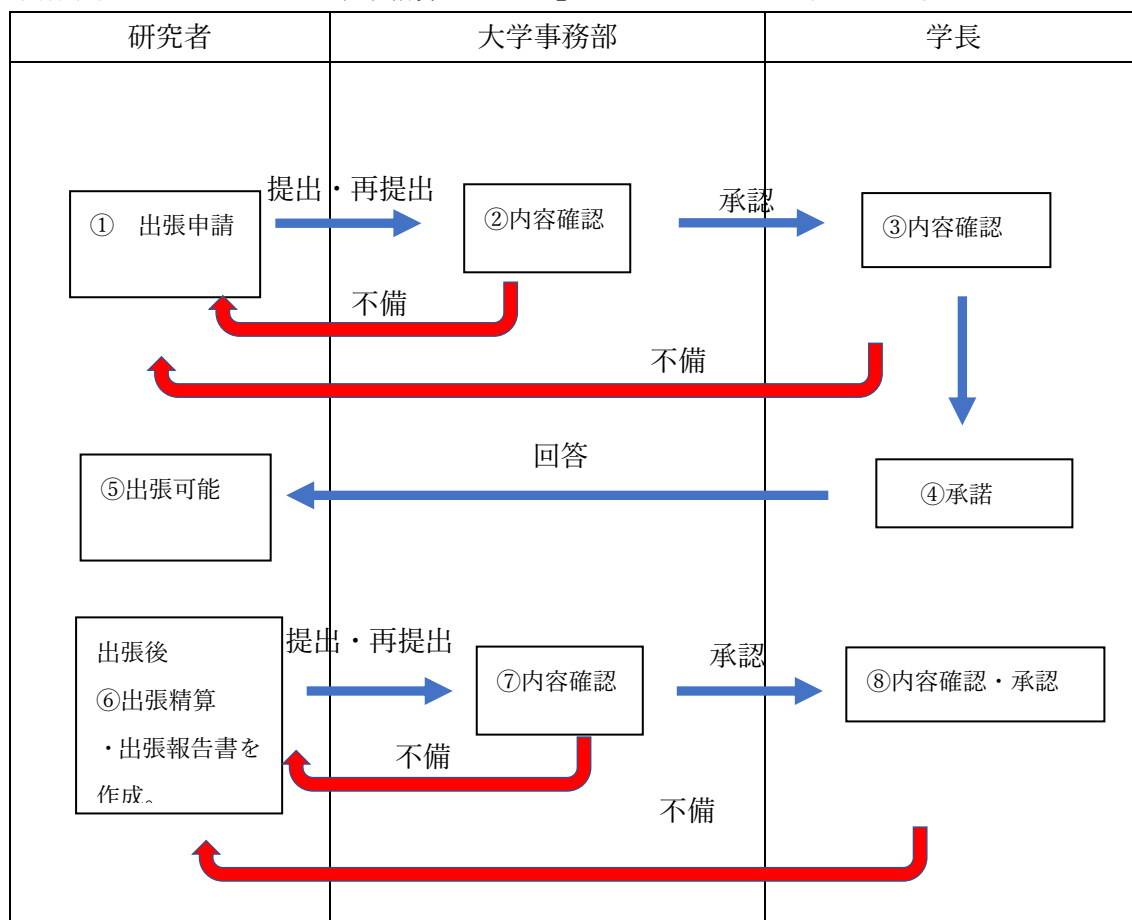 研究者
大学事務部
学長
提出・再提出
承認
① 出張申請
②内容確認
③内容確認
不備
不備
回答
⑤出張可能
④承諾
出張後
⑥出張精算
・出張報告書を
作成。
提出・再提出
承認
⑦内容確認
⑧内容確認・承認
不備
不備